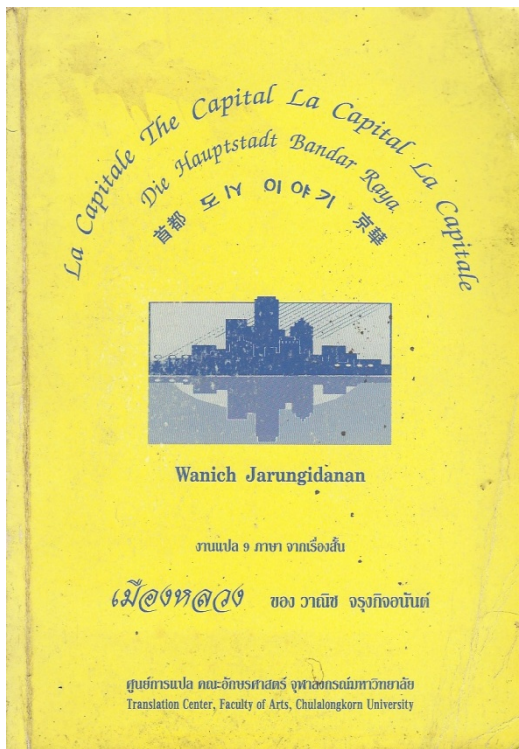 La Capitale The Capital La Capital La Capitale
Die Hauptstadt Bandar Raya
首都 도시 이야기 京華
Wanich Jarungidanan
งานแปล ๙ ภาษา จากเรื่องสั้น
เมืองหลวง ของ วาณิช จรุงกิจอนันต์
ศูนย์การแปล คณะอักษรศาสตร์ จุฬาลงกรณ์มหาวิทยาลัย
Translation Center, Faculty of Arts, Chulalongkorn University